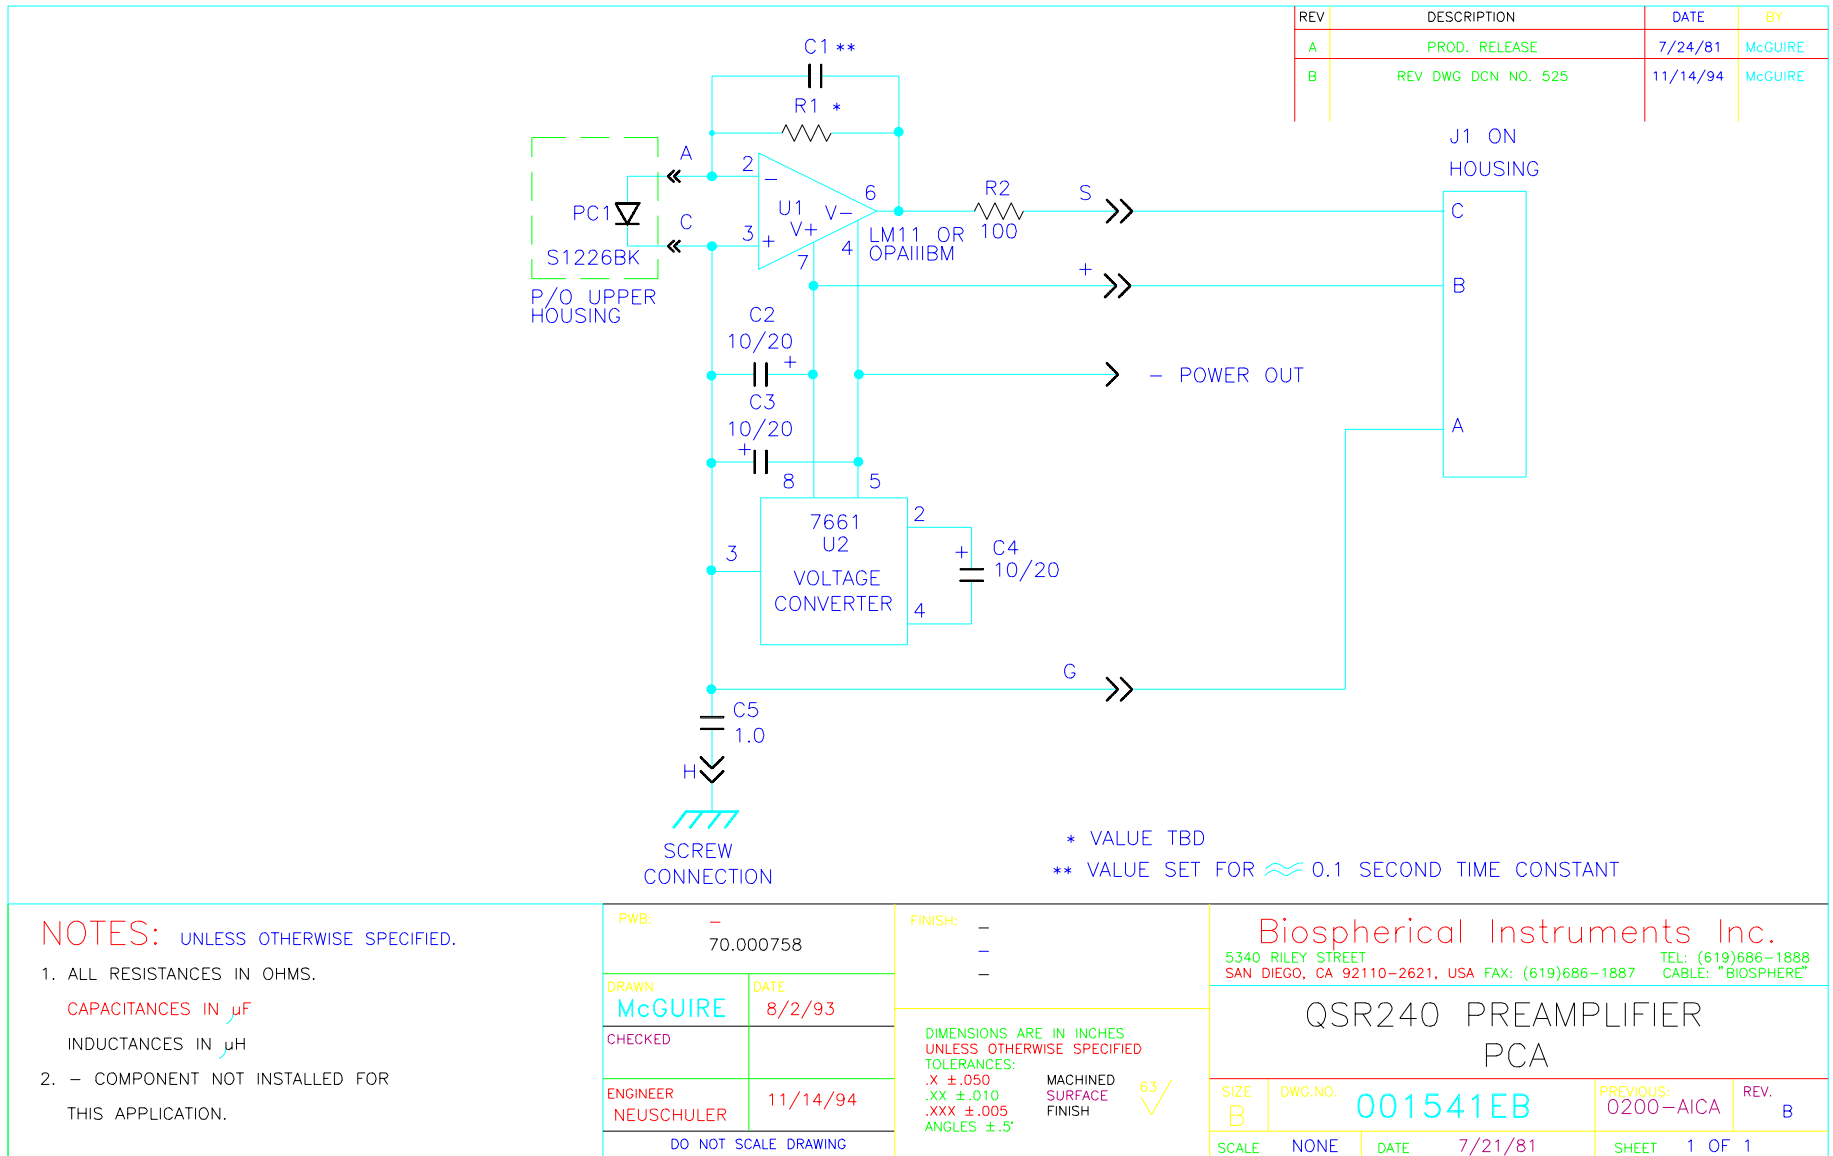 REV DESCRIPTION DATE BY
A PROD. RELEASE 7/24/81 McGUIRE
B REV DWG DCN NO. 525 11/14/94 McGUIRE
C1 **
R1 *
J1 ON
HOUSING
A
2
−
PC1
C
S1226BK
P/O UPPER
HOUSING
3
+
U1
V−
V+
6
4
7
LM11 OR
OPAIIIBM
R2
100
S
C
+
B
C2
10/20
+
− POWER OUT
C3
10/20
+
A
8
5
7661
U2
VOLTAGE
CONVERTER
2
3
4
+
C4
10/20
G
C5
1.0
H
SCREW
CONNECTION
* VALUE TBD
** VALUE SET FOR ≈ 0.1 SECOND TIME CONSTANT
NOTES: UNLESS OTHERWISE SPECIFIED.
1. ALL RESISTANCES IN OHMS.
CAPACITANCES IN µF
INDUCTANCES IN µH
2. − COMPONENT NOT INSTALLED FOR
THIS APPLICATION.
PWB: −
70.000758
DRAWN
McGUIRE
DATE
8/2/93
CHECKED
ENGINEER
NEUSCHULER
11/14/94
DO NOT SCALE DRAWING
FINISH: −
−
−
DIMENSIONS ARE IN INCHES
UNLESS OTHERWISE SPECIFIED
TOLERANCES:
.X ±.050
.XX ±.010
.XXX ±.005
ANGLES ±.5°
MACHINED
SURFACE
FINISH
63
Biospherical Instruments Inc.
5340 RILEY STREET TEL: (619)686−1888
SAN DIEGO, CA 92110−2621, USA FAX: (619)686−1887 CABLE: "BIOSPHERE"
QSR240 PREAMPLIFIER
PCA
SIZE
B
DWG.NO.
001541EB
PREVIOUS:
0200−AICA
REV.
B
SCALE NONE DATE 7/21/81 SHEET 1 OF 1